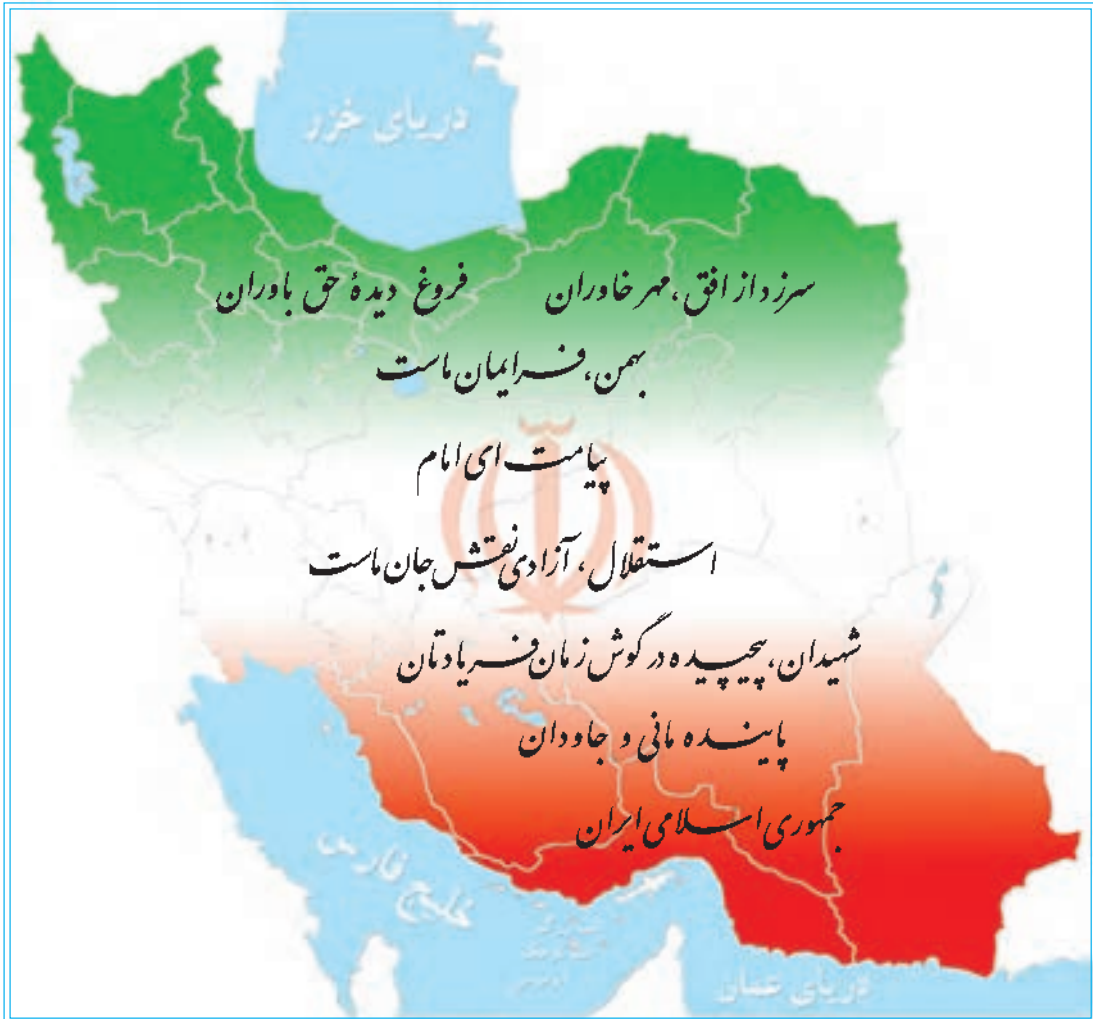 دریای خزر
سرزد از افق، مهر خاوران فروغ دیدهٔ حق باوران
بهمن، فر ایمان ماست
پیامت ای امام
استقلال، آزادی نقش جان ماست
شهیدان، پیچیده در گوش زمان فریادتان
پاینده مانی و جاودان
جمهوری اسلامی ایران
خلیج فارس
دریای عمان